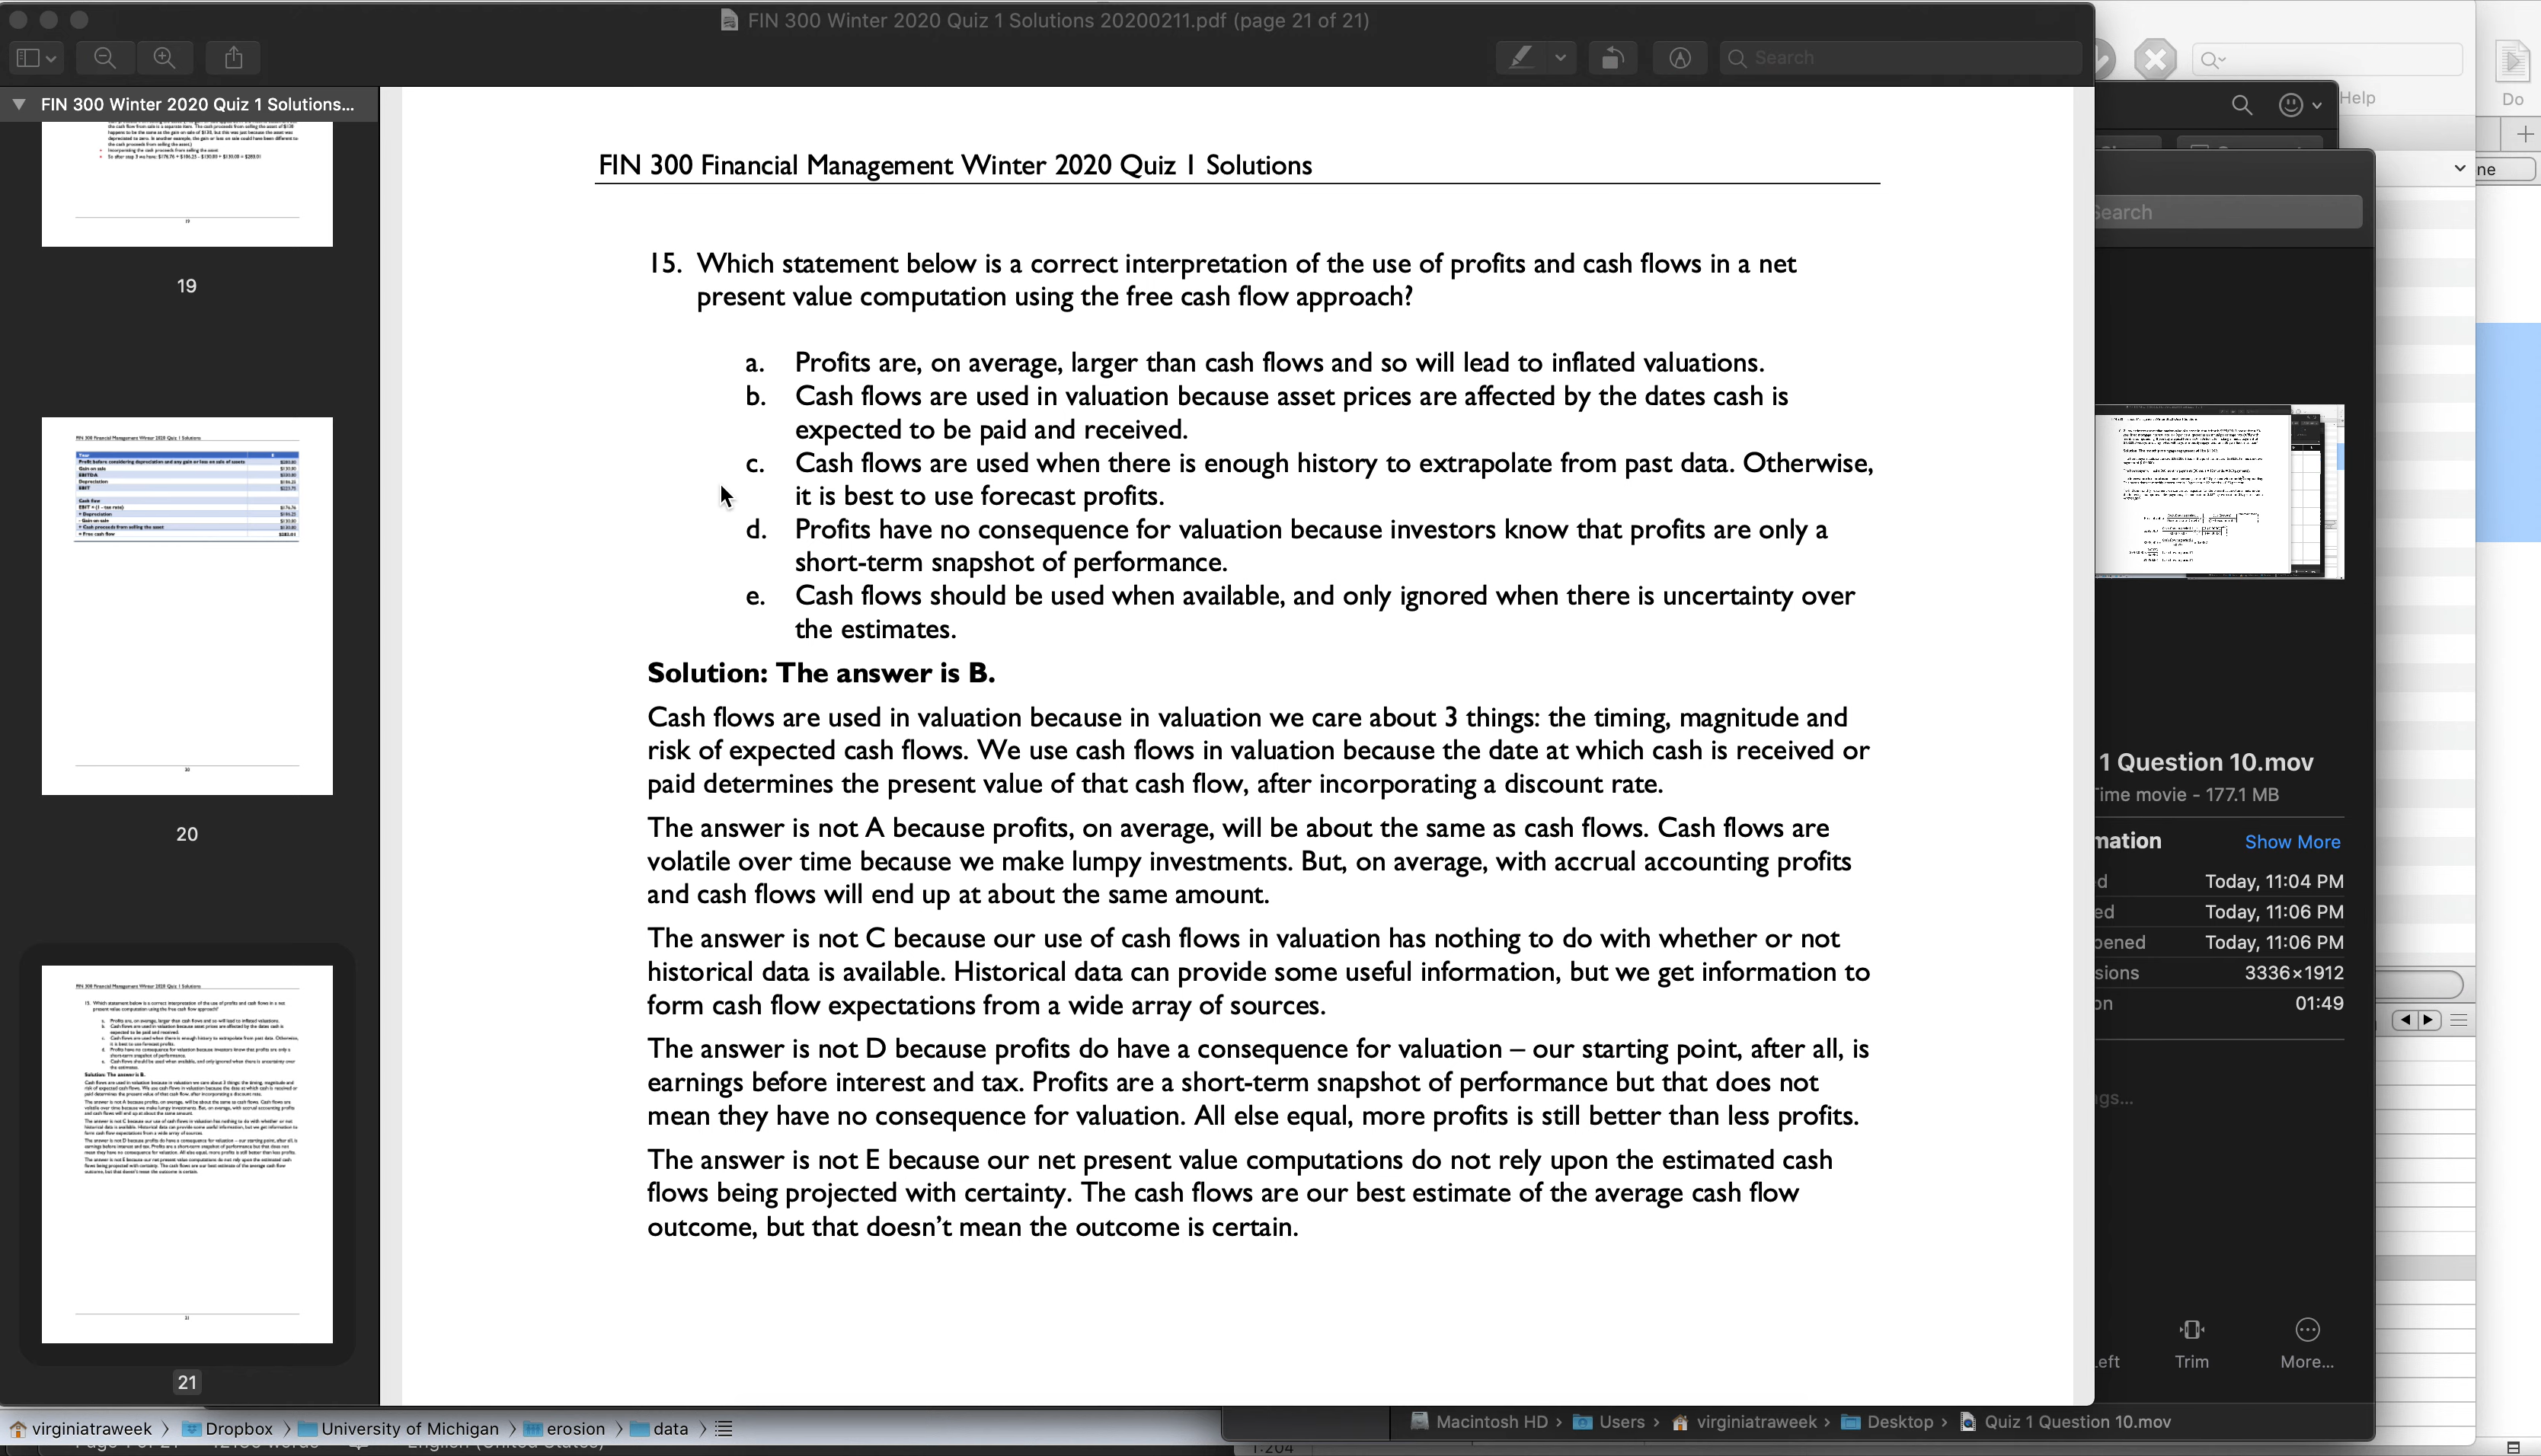 FIN 300 Winter 2020 Quiz 1 Solutions 20200211.pdf (page 21 of 21)
Search
Help
Do
FIN 300 Winter 2020 Quiz 1 Solutions...
19
20
21
FIN 300 Financial Management Winter 2020 Quiz 1 Solutions
15. Which statement below is a correct interpretation of the use of profits and cash flows in a net
present value computation using the free cash flow approach?
a. Profits are, on average, larger than cash flows and so will lead to inflated valuations.
b. Cash flows are used in valuation because asset prices are affected by the dates cash is
expected to be paid and received.
c. Cash flows are used when there is enough history to extrapolate from past data. Otherwise,
it is best to use forecast profits.
d. Profits have no consequence for valuation because investors know that profits are only a
short-term snapshot of performance.
e. Cash flows should be used when available, and only ignored when there is uncertainty over
the estimates.
Solution: The answer is B.
Cash flows are used in valuation because in valuation we care about 3 things: the timing, magnitude and
risk of expected cash flows. We use cash flows in valuation because the date at which cash is received or
paid determines the present value of that cash flow, after incorporating a discount rate.
The answer is not A because profits, on average, will be about the same as cash flows. Cash flows are
volatile over time because we make lumpy investments. But, on average, with accrual accounting profits
and cash flows will end up at about the same amount.
The answer is not C because our use of cash flows in valuation has nothing to do with whether or not
historical data is available. Historical data can provide some useful information, but we get information to
form cash flow expectations from a wide array of sources.
The answer is not D because profits do have a consequence for valuation – our starting point, after all, is
earnings before interest and tax. Profits are a short-term snapshot of performance but that does not
mean they have no consequence for valuation. All else equal, more profits is still better than less profits.
The answer is not E because our net present value computations do not rely upon the estimated cash
flows being projected with certainty. The cash flows are our best estimate of the average cash flow
outcome, but that doesn't mean the outcome is certain.
ne
Search
1 Question 10.mov
Time movie - 177.1 MB
mation Show More
d Today, 11:04 PM
ed Today, 11:06 PM
pened Today, 11:06 PM
sions 3336×1912
on 01:49
gs...
Left Trim More...
virginiatraweek Dropbox University of Michigan erosion data
Macintosh HD Users virginiatraweek Desktop Quiz 1 Question 10.mov